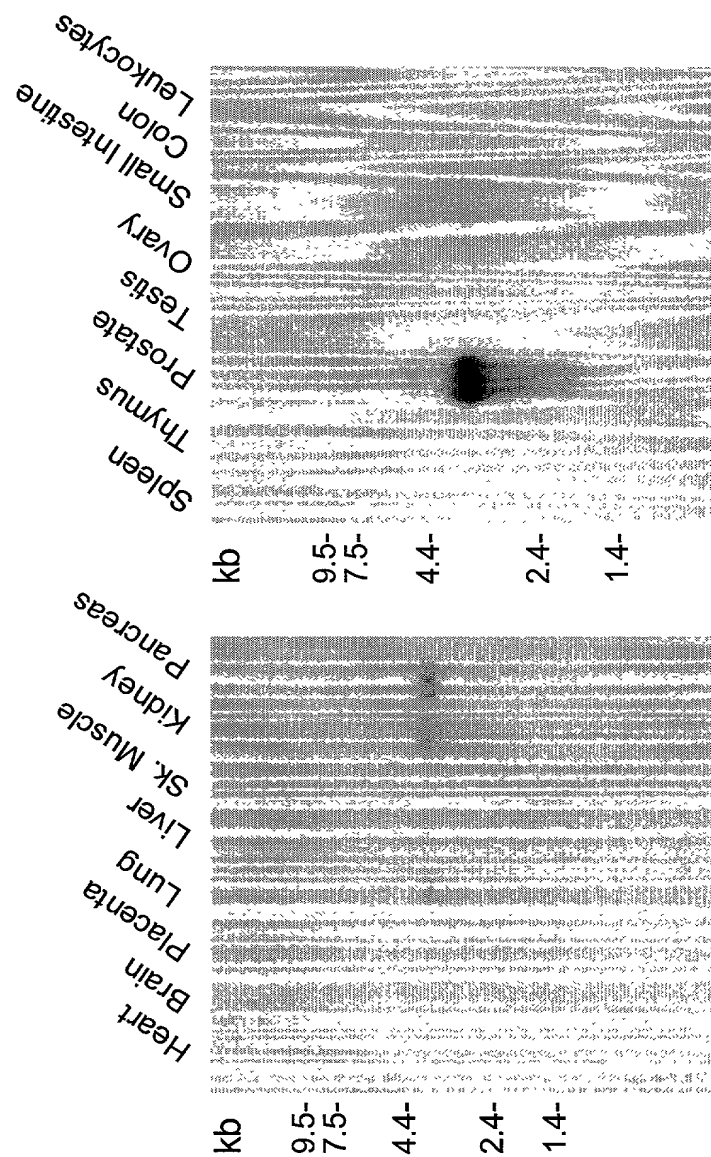 Spleen
Thymus
Prostate
Testis
Ovary
Small Intestine
Colon
Leukocytes
kb
9.5-
7.5-
4.4-
2.4-
1.4-
Heart
Brain
Placenta
Lung
Liver
Sk. Muscle
Kidney
Pancreas
kb
9.5-
7.5-
4.4-
2.4-
1.4-